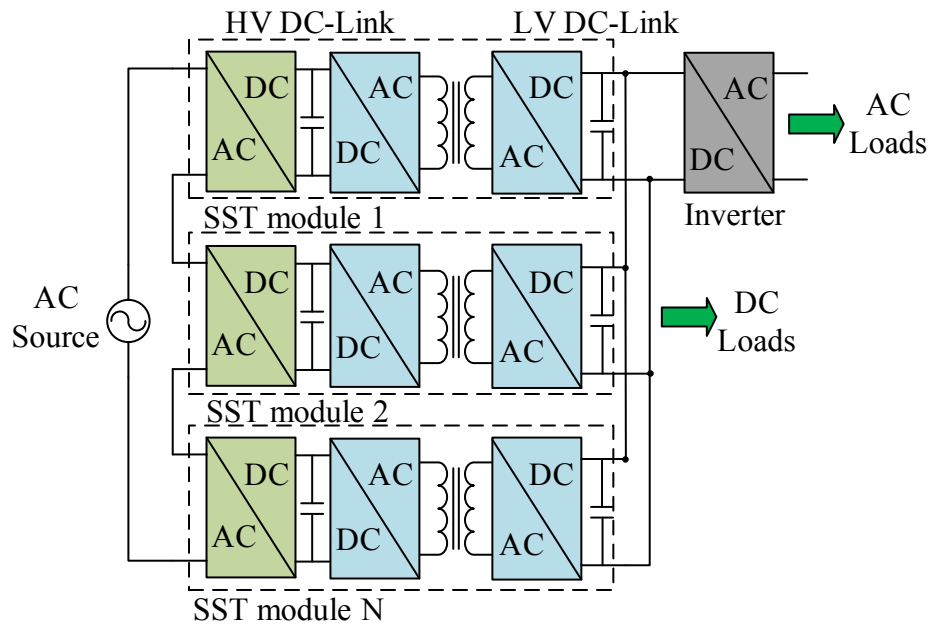 HV DC-Link
LV DC-Link
DC
AC
AC
DC
DC
AC
AC
DC
AC
Loads
SST module 1
Inverter
DC
AC
AC
DC
DC
AC
AC
Source
DC
Loads
SST module 2
DC
AC
AC
DC
DC
AC
SST module N